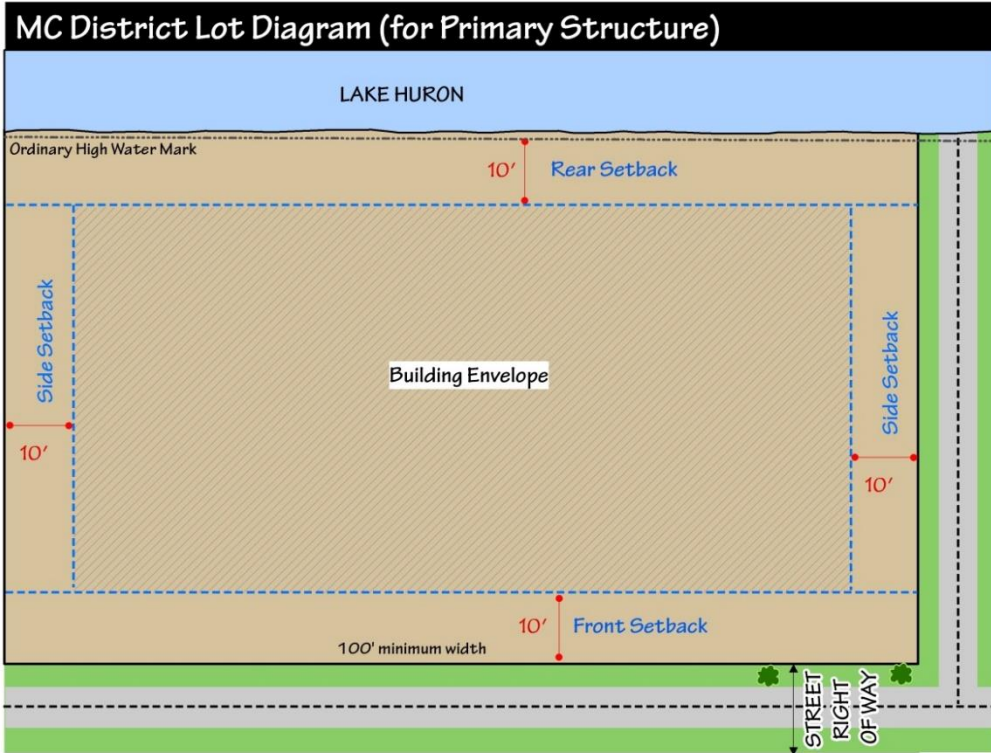 MC District Lot Diagram (for Primary Structure)
LAKE HURON
Ordinary High Water Mark
10'
Rear Setback
Side Setback
10'
Building Envelope
Side Setback
10'
10'
Front Setback
100' minimum width
STREET
RIGHT
OF WAY